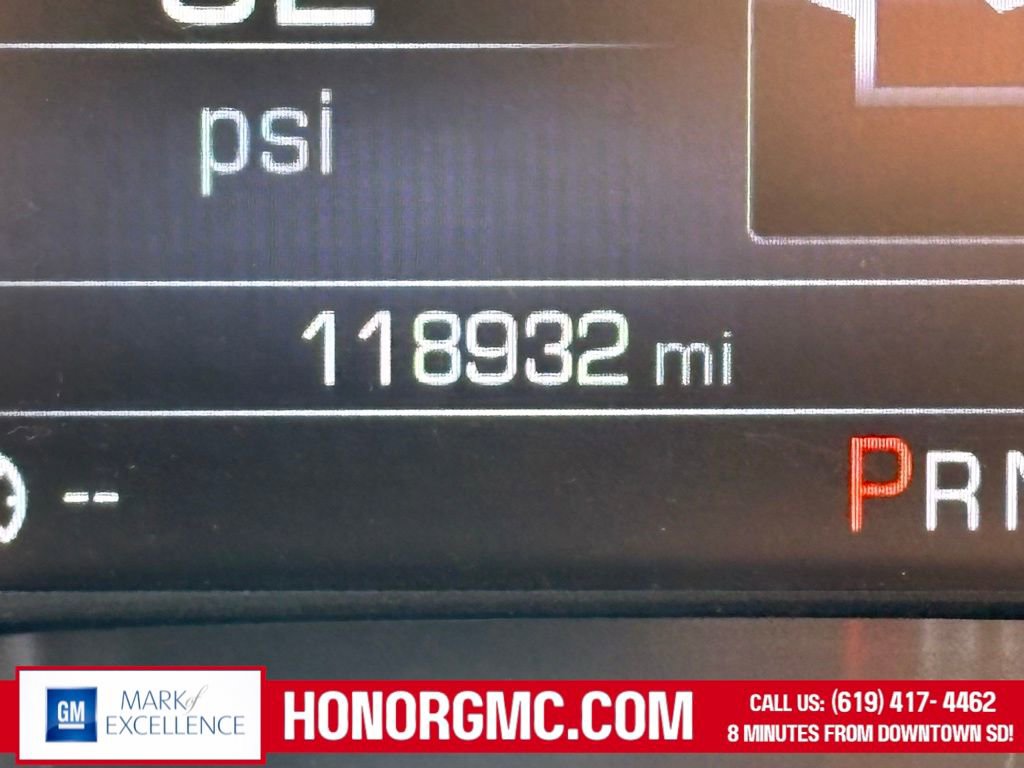 psi
118932 mi
--
PRN
GM
MARK of
EXCELLENCE
HONORGMC.COM
CALL US: (619) 417- 4462
8 MINUTES FROM DOWNTOWN SD!